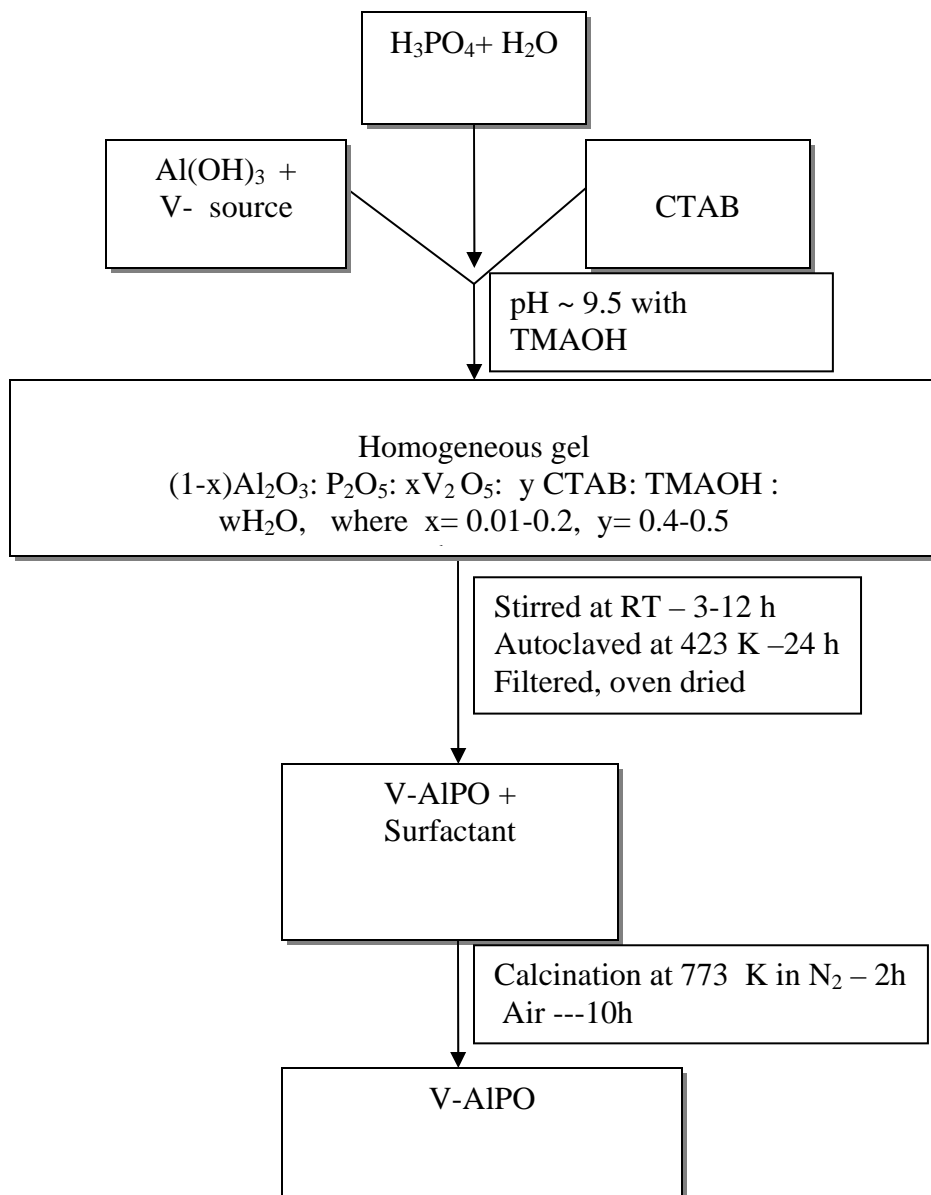 H₃PO₄+ H₂O
Al(OH)₃ +
V- source
CTAB
pH ~ 9.5 with
TMAOH
Homogeneous gel
(1-x)Al₂O₃: P₂O₅: xV₂ O₅: y CTAB: TMAOH :
wH₂O, where x= 0.01-0.2, y= 0.4-0.5
Stirred at RT – 3-12 h
Autoclaved at 423 K –24 h
Filtered, oven dried
V-AlPO +
Surfactant
Calcination at 773 K in N₂ – 2h
Air ---10h
V-AlPO